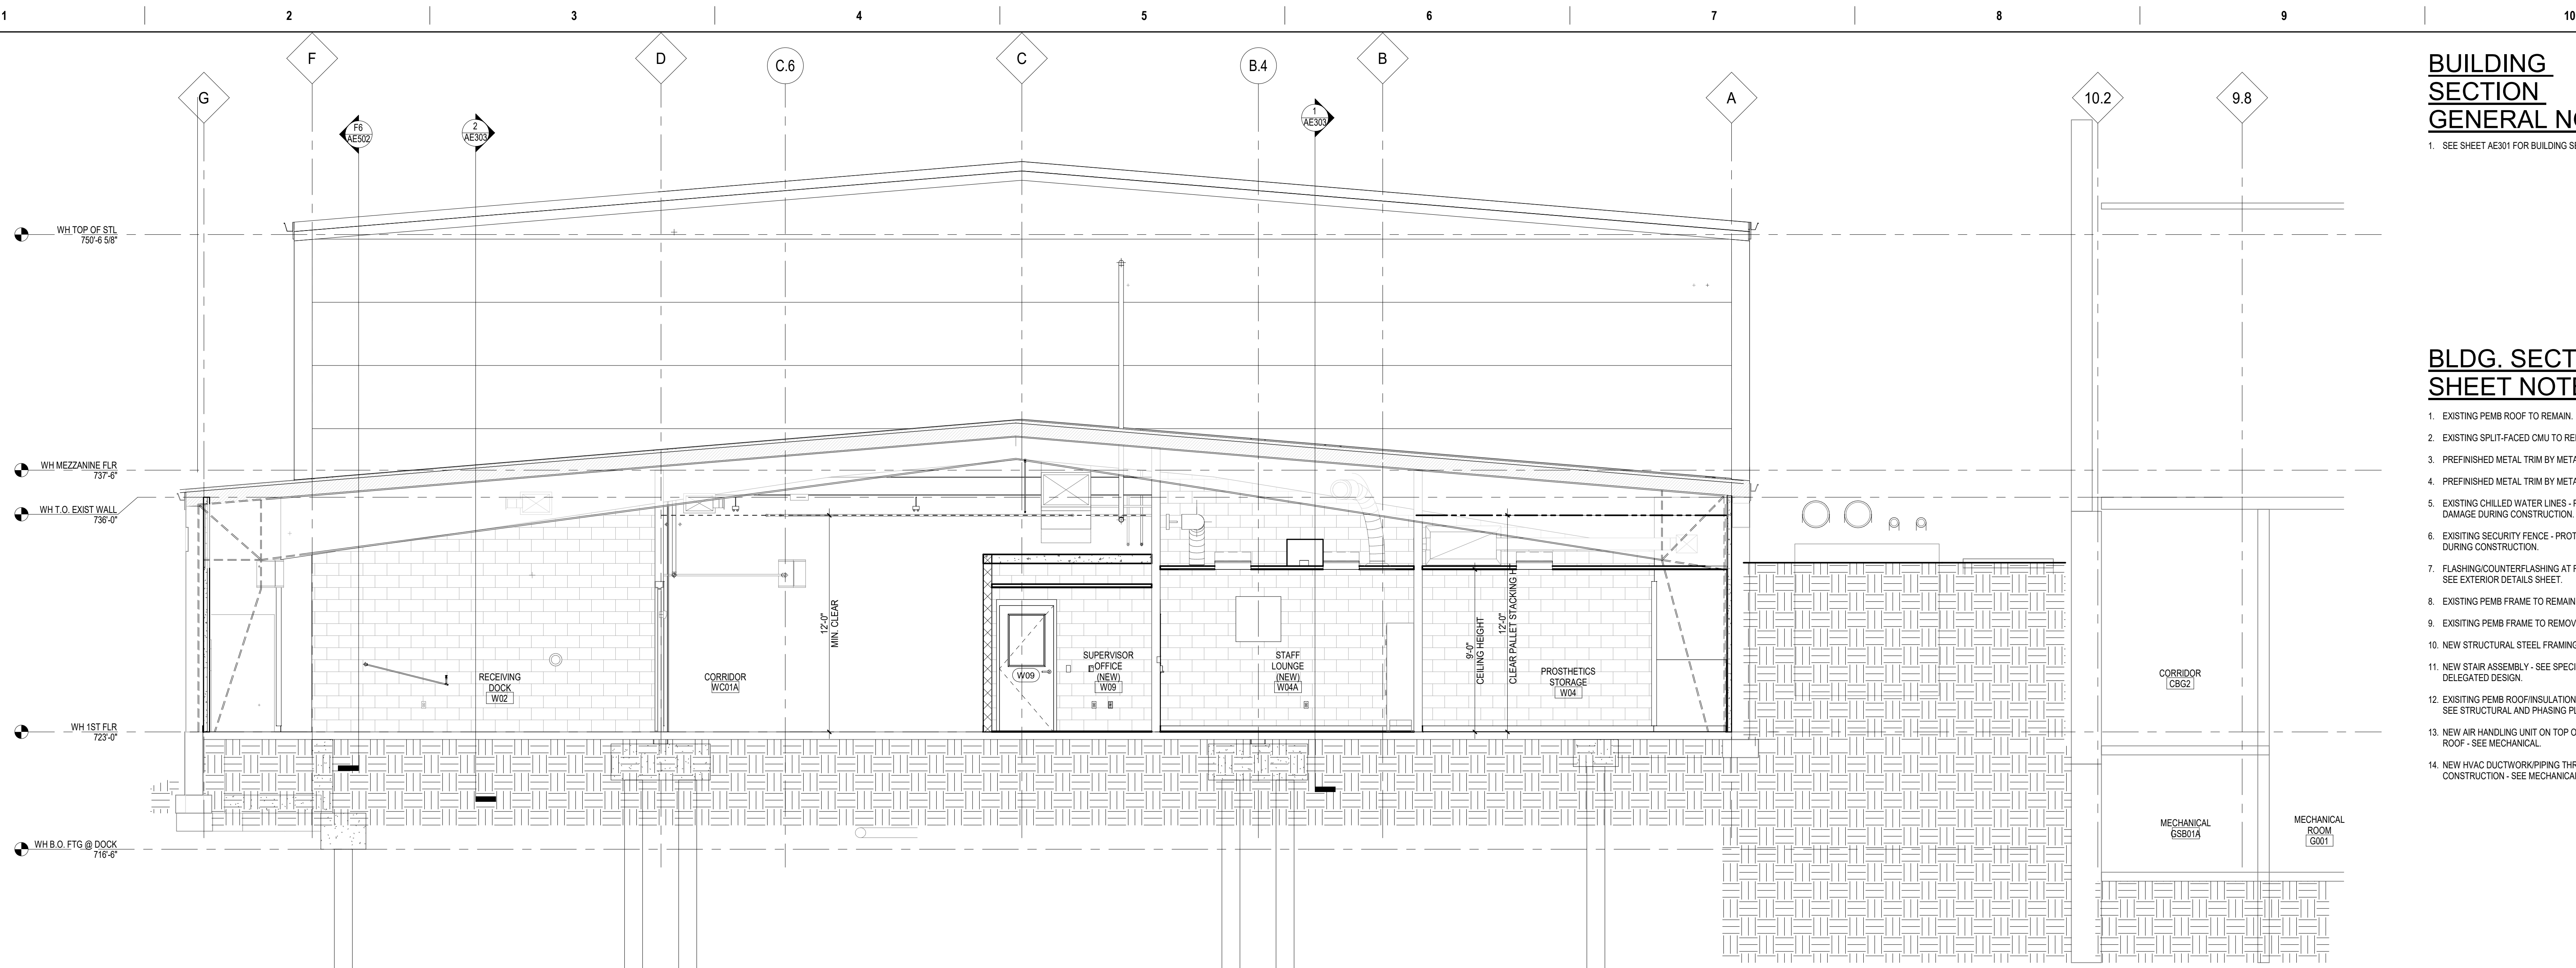 1
2
3
4
5
6
7
8
9
10
G
F
D
C.6
C
B.4
B
A
10.2
9.8
F6
AE502
2
AE303
1
AE303
WH TOP OF STL
750'-6 5/8"
WH MEZZANINE FLR
737'-6"
WH T.O. EXIST WALL
736'-0"
WH 1ST FLR
723'-0"
WH B.O. FTG @ DOCK
716'-6"
RECEIVING
DOCK
W02
CORRIDOR
WC01A
12'-0"
MIN. CLEAR
W09
SUPERVISOR
OFFICE
(NEW)
W09
STAFF
LOUNGE
(NEW)
W04A
9'-0"
CEILING HEIGHT
12'-0"
CLEAR PALLET STACKING H
PROSTHETICS
STORAGE
W04
CORRIDOR
CBG2
MECHANICAL
GSB01A
MECHANICAL
ROOM
G001
BUILDING
SECTION
GENERAL NO
1. SEE SHEET AE301 FOR BUILDING SE
BLDG. SECT
SHEET NOTE
1. EXISTING PEMB ROOF TO REMAIN.
2. EXISTING SPLIT-FACED CMU TO RE
3. PREFINISHED METAL TRIM BY META
4. PREFINISHED METAL TRIM BY META
5. EXISTING CHILLED WATER LINES - P
DAMAGE DURING CONSTRUCTION.
6. EXISITING SECURITY FENCE - PROT
DURING CONSTRUCTION.
7. FLASHING/COUNTERFLASHING AT
SEE EXTERIOR DETAILS SHEET.
8. EXISTING PEMB FRAME TO REMAIN
9. EXISITING PEMB FRAME TO REMOV
10. NEW STRUCTURAL STEEL FRAMING
11. NEW STAIR ASSEMBLY - SEE SPECI
DELEGATED DESIGN.
12. EXISITING PEMB ROOF/INSULATION
SEE STRUCTURAL AND PHASING PL
13. NEW AIR HANDLING UNIT ON TOP O
ROOF - SEE MECHANICAL.
14. NEW HVAC DUCTWORK/PIPING THR
CONSTRUCTION - SEE MECHANICA